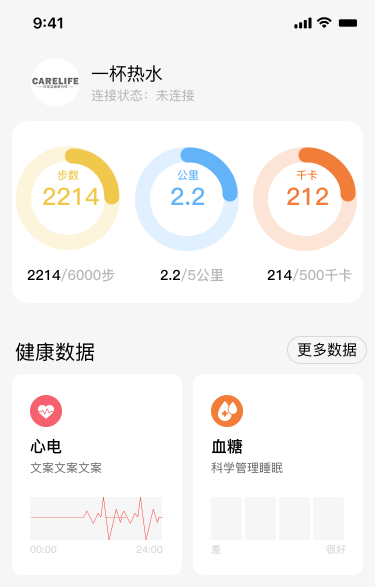 9:41
CARELIFE
一杯热水
连接状态：未连接
步数
2214
公里
2.2
千卡
212
2214/6000步
2.2/5公里
214/500千卡
健康数据
更多数据
心电
文案文案文案
00:00
24:00
血糖
科学管理睡眠
差
很好